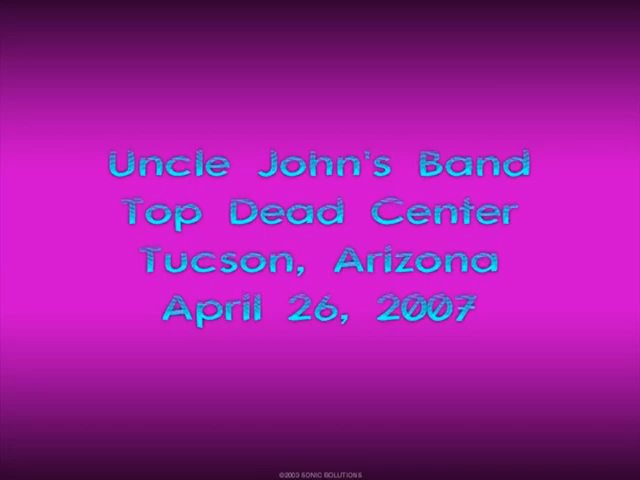 Uncle John's Band
Top Dead Center
Tucson, Arizona
April 26, 2007
©2003 SONIC SOLUTIONS